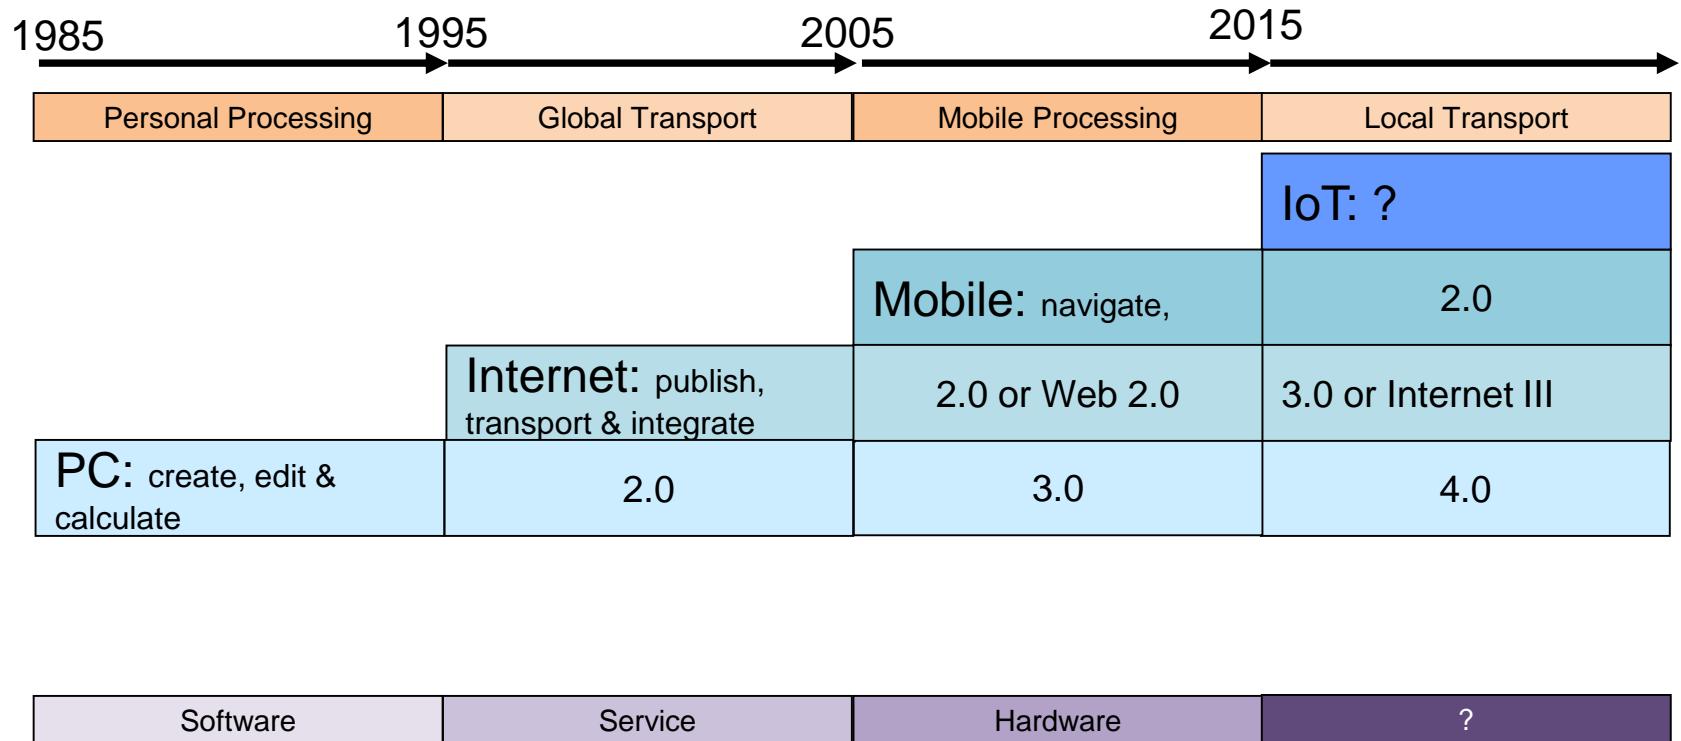 1985
1995
2005
2015
Personal Processing
Global Transport
Mobile Processing
Local Transport
IoT: ?
Mobile: navigate,
2.0
Internet: publish,
transport & integrate
2.0 or Web 2.0
3.0 or Internet III
PC: create, edit &
calculate
2.0
3.0
4.0
Software
Service
Hardware
?